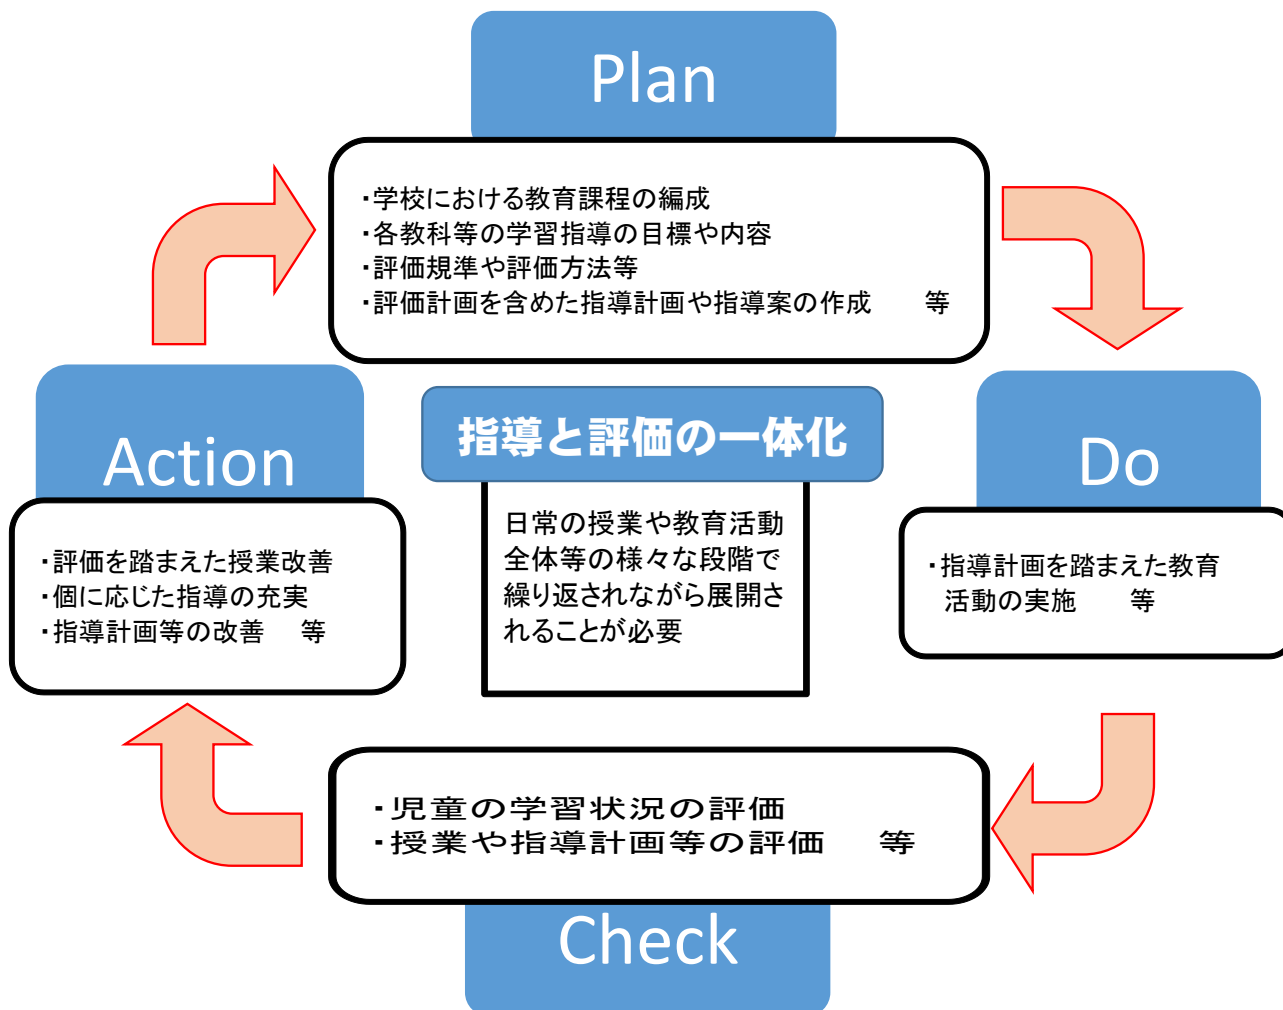 Plan
・学校における教育課程の編成
・各教科等の学習指導の目標や内容
・評価規準や評価方法等
・評価計画を含めた指導計画や指導案の作成　　等
Action
・評価を踏まえた授業改善
・個に応じた指導の充実
・指導計画等の改善　等
指導と評価の一体化
日常の授業や教育活動
全体等の様々な段階で
繰り返されながら展開さ
れることが必要
Do
・指導計画を踏まえた教育
活動の実施　　等
・児童の学習状況の評価
・授業や指導計画等の評価　等
Check